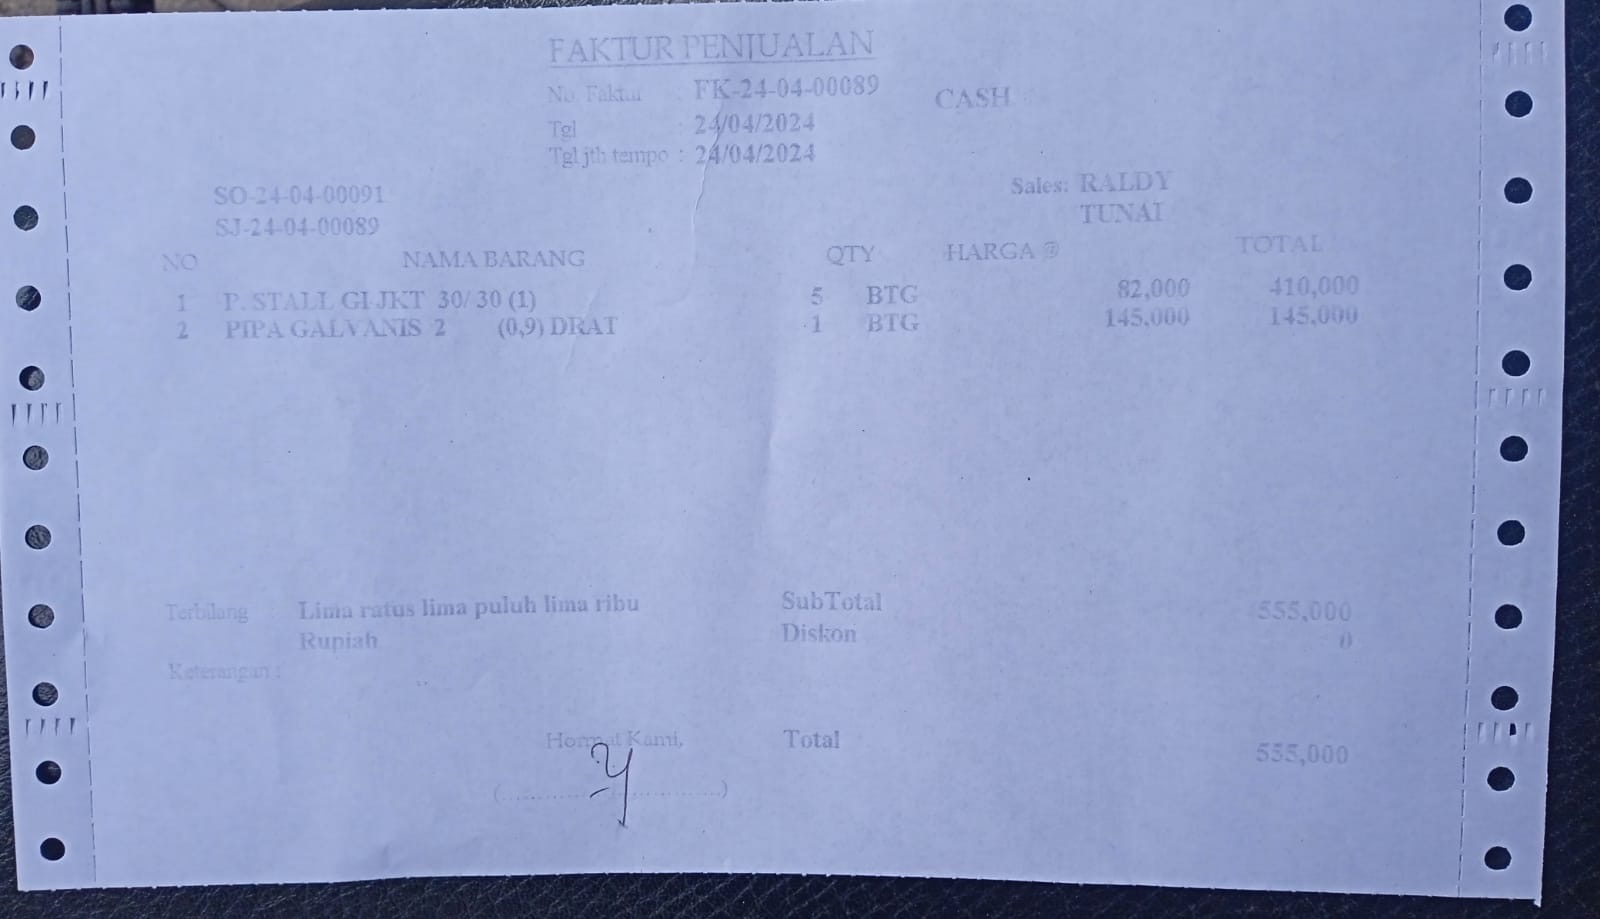 FAKTUR PENJUALAN
No. Faktur : FK-24-04-00089 CASH
Tgl : 24/04/2024
Tgl jth tempo : 24/04/2024
SO-24-04-00091 Sales: RALDY
SJ-24-04-00089 TUNAI
NO NAMA BARANG QTY HARGA @ TOTAL
1 P. STALL GI JKT 30/ 30 (1) 5 BTG 82,000 410,000
2 PIPA GALVANIS 2 (0,9) DRAT 1 BTG 145,000 145,000
Terbilang : Lima ratus lima puluh lima ribu SubTotal 555,000
Rupiah Diskon 0
Keterangan :
Hormat Kami, Total 555,000
(..............................)